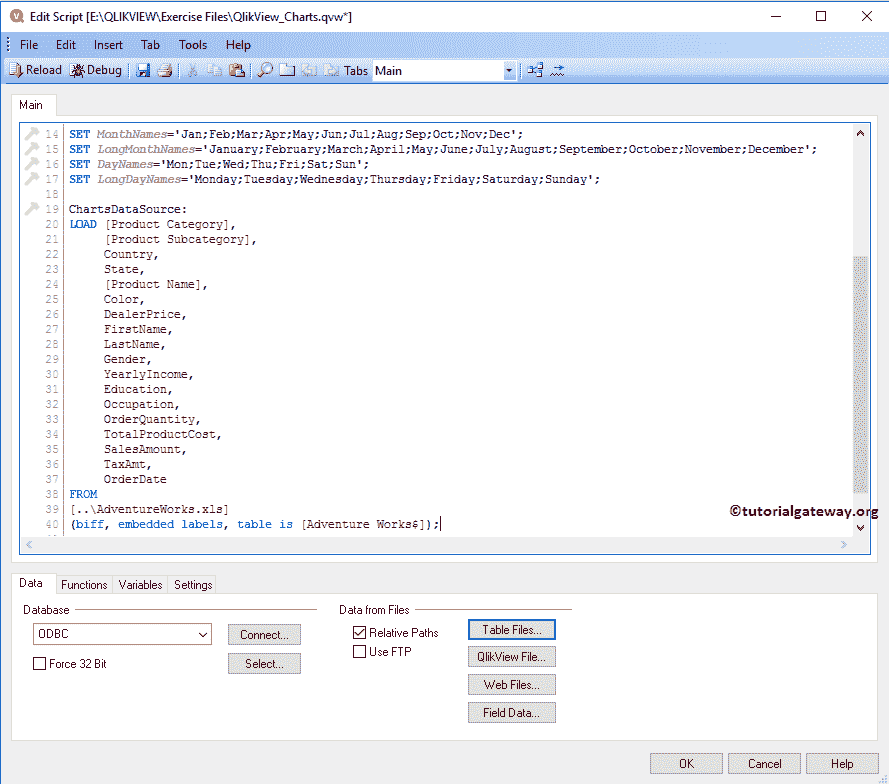 Edit Script [E:\QLIKVIEW\Exercise Files\QlikView_Charts.qvw*]
File Edit Insert Tab Tools Help
Reload Debug Tabs Main
Main
14 SET MonthNames='Jan;Feb;Mar;Apr;May;Jun;Jul;Aug;Sep;Oct;Nov;Dec';
15 SET LongMonthNames='January;February;March;April;May;June;July;August;September;October;November;December';
16 SET DayNames='Mon;Tue;Wed;Thu;Fri;Sat;Sun';
17 SET LongDayNames='Monday;Tuesday;Wednesday;Thursday;Friday;Saturday;Sunday';
18
19 ChartsDataSource:
20 LOAD [Product Category],
21 [Product Subcategory],
22 Country,
23 State,
24 [Product Name],
25 Color,
26 DealerPrice,
27 FirstName,
28 LastName,
29 Gender,
30 YearlyIncome,
31 Education,
32 Occupation,
33 OrderQuantity,
34 TotalProductCost,
35 SalesAmount,
36 TaxAmt,
37 OrderDate
38 FROM
39 [..\AdventureWorks.xls]
40 (biff, embedded labels, table is [Adventure Works$]);
©tutorialgateway.org
Data Functions Variables Settings
Database
ODBC
Connect...
Force 32 Bit
Select...
Data from Files
Relative Paths
Use FTP
Table Files...
QlikView File...
Web Files...
Field Data...
OK Cancel Help